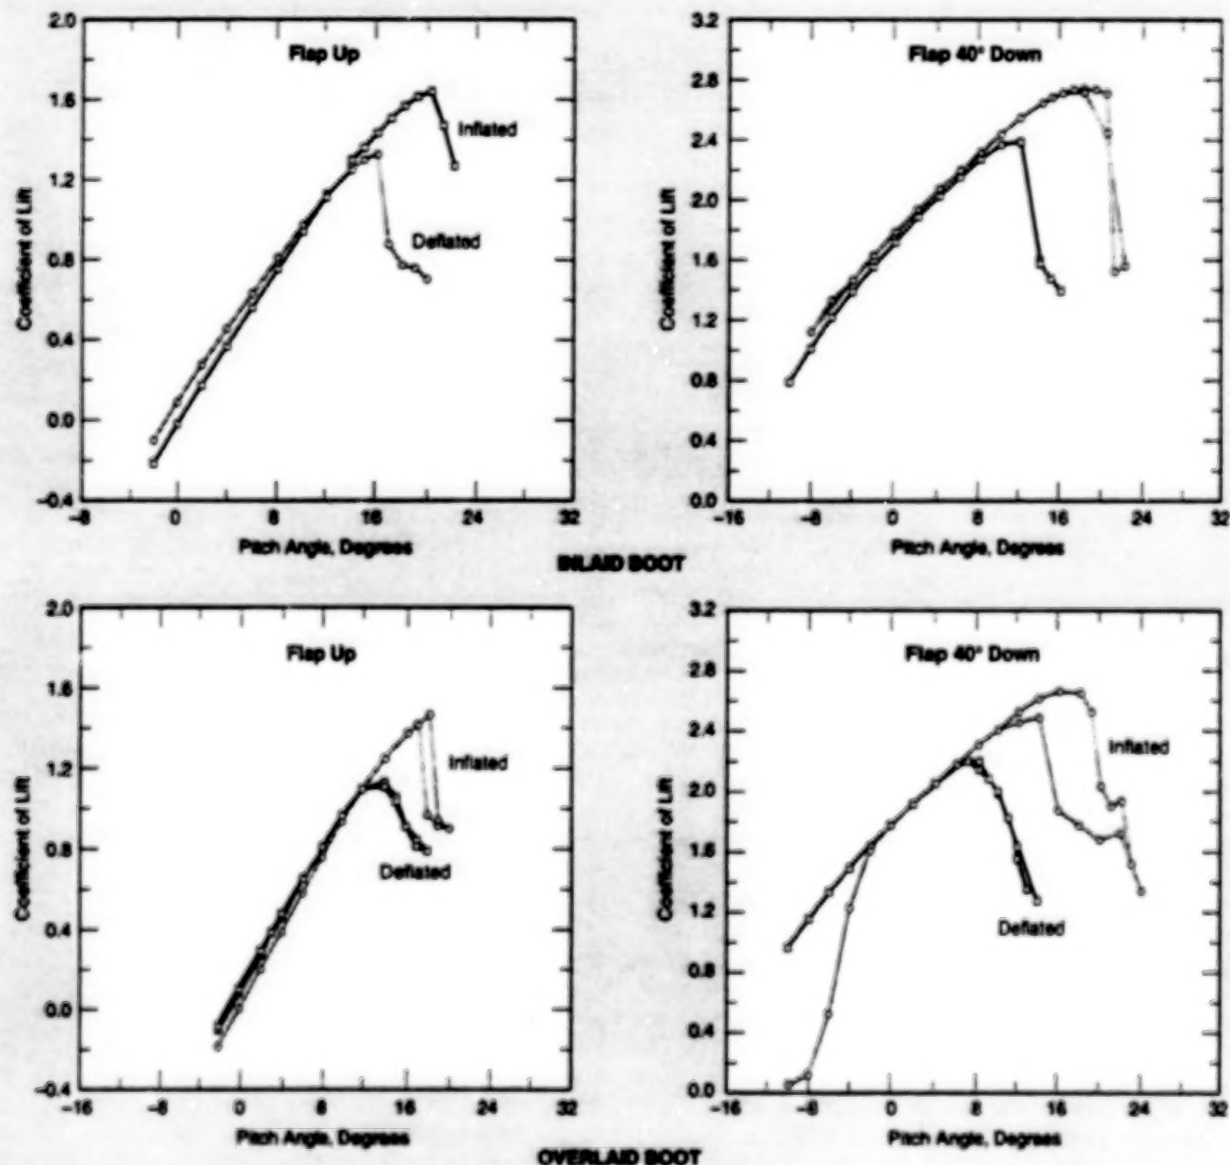 Flap Up
2.0
1.6
1.2
0.8
0.4
0.0
−0.4
Coefficient of Lift
Inflated
Deflated
−8 0 8 16 24 32
Pitch Angle, Degrees
Flap 40° Down
3.2
2.8
2.4
2.0
1.6
1.2
0.8
0.4
0.0
Coefficient of Lift
−16 −8 0 8 16 24 32
Pitch Angle, Degrees
INLAID BOOT
Flap Up
2.0
1.6
1.2
0.8
0.4
0.0
−0.4
Coefficient of Lift
Inflated
Deflated
−16 −8 0 8 16 24 32
Pitch Angle, Degrees
Flap 40° Down
3.2
2.8
2.4
2.0
1.6
1.2
0.8
0.4
0.0
Coefficient of Lift
Inflated
Deflated
−16 −8 0 8 16 24 32
Pitch Angle, Degrees
OVERLAID BOOT